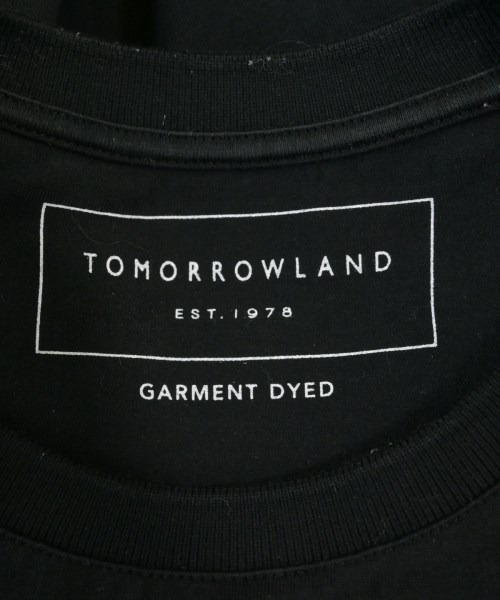 TOMORROWLAND
EST. 1978
GARMENT DYED